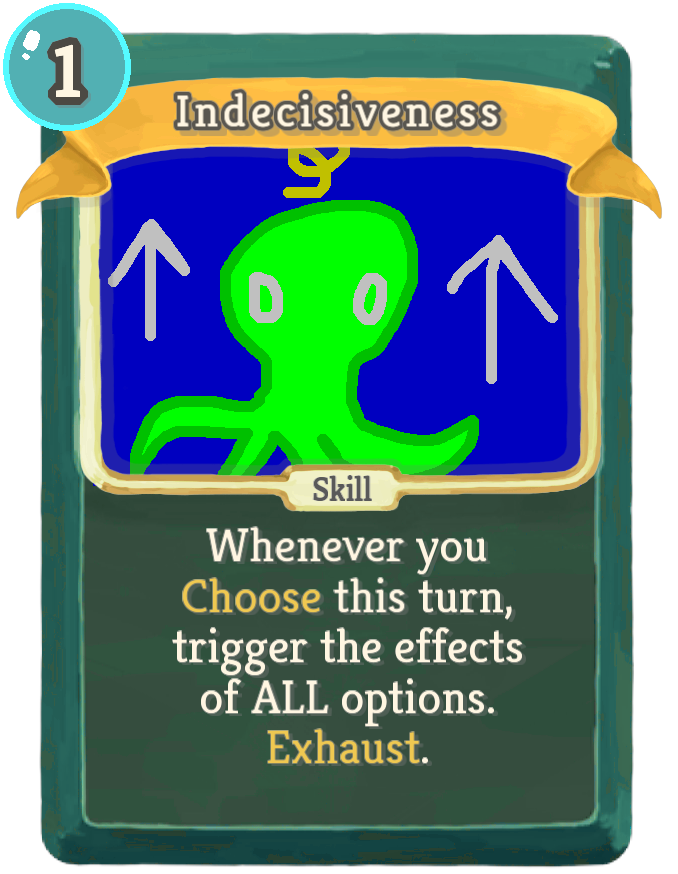 1
Indecisiveness
Skill
Whenever you
Choose this turn,
trigger the effects
of ALL options.
Exhaust.